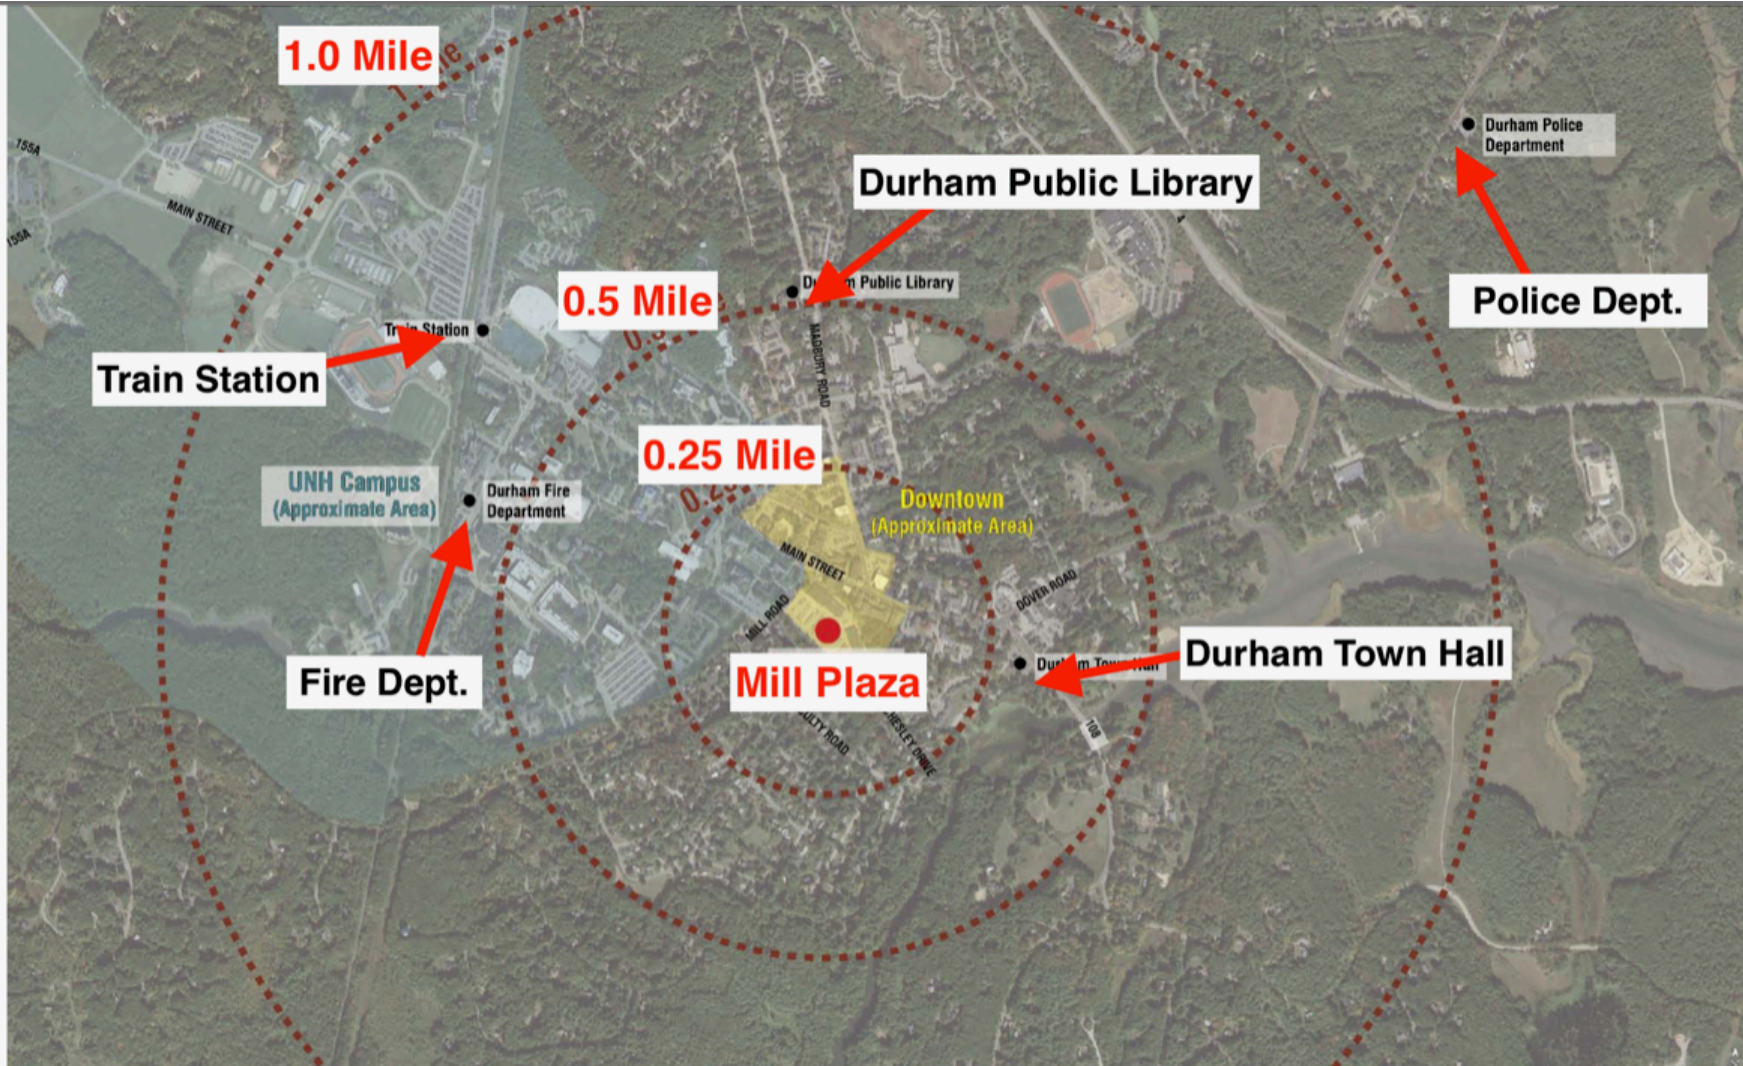 1.0 Mile
155A
155A
MAIN STREET
Durham Police
Department
Police Dept.
Durham Public Library
Public Library
0.5 Mile
MADBURY ROAD
Train Station
Station
Train Station
0.25 Mile
UNH Campus
(Approximate Area)
Durham Fire
Department
Fire Dept.
Downtown
(Approximate Area)
MAIN STREET
MILL ROAD
DOVER ROAD
Durham Town Hall
Mill Plaza
108